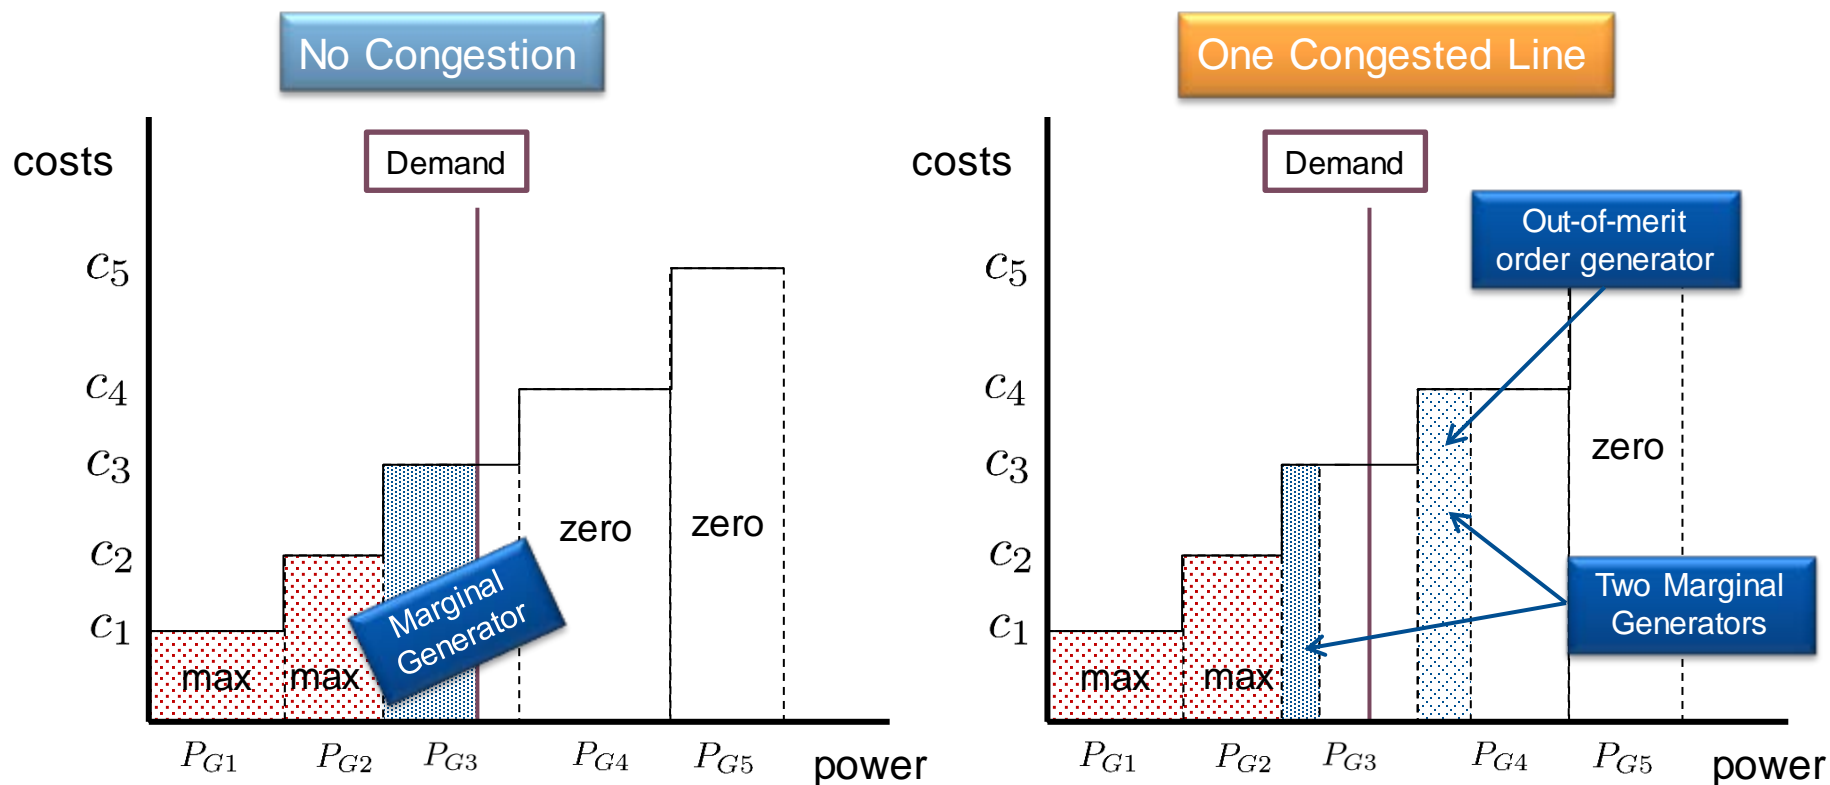 No Congestion
costs
Demand
c5
c4
c3
c2
c1
zero
zero
Marginal
Generator
max
max
PG1
PG2
PG3
PG4
PG5
power
One Congested Line
costs
Demand
Out-of-merit
order generator
c5
c4
c3
c2
c1
zero
Two Marginal
Generators
max
max
PG1
PG2
PG3
PG4
PG5
power